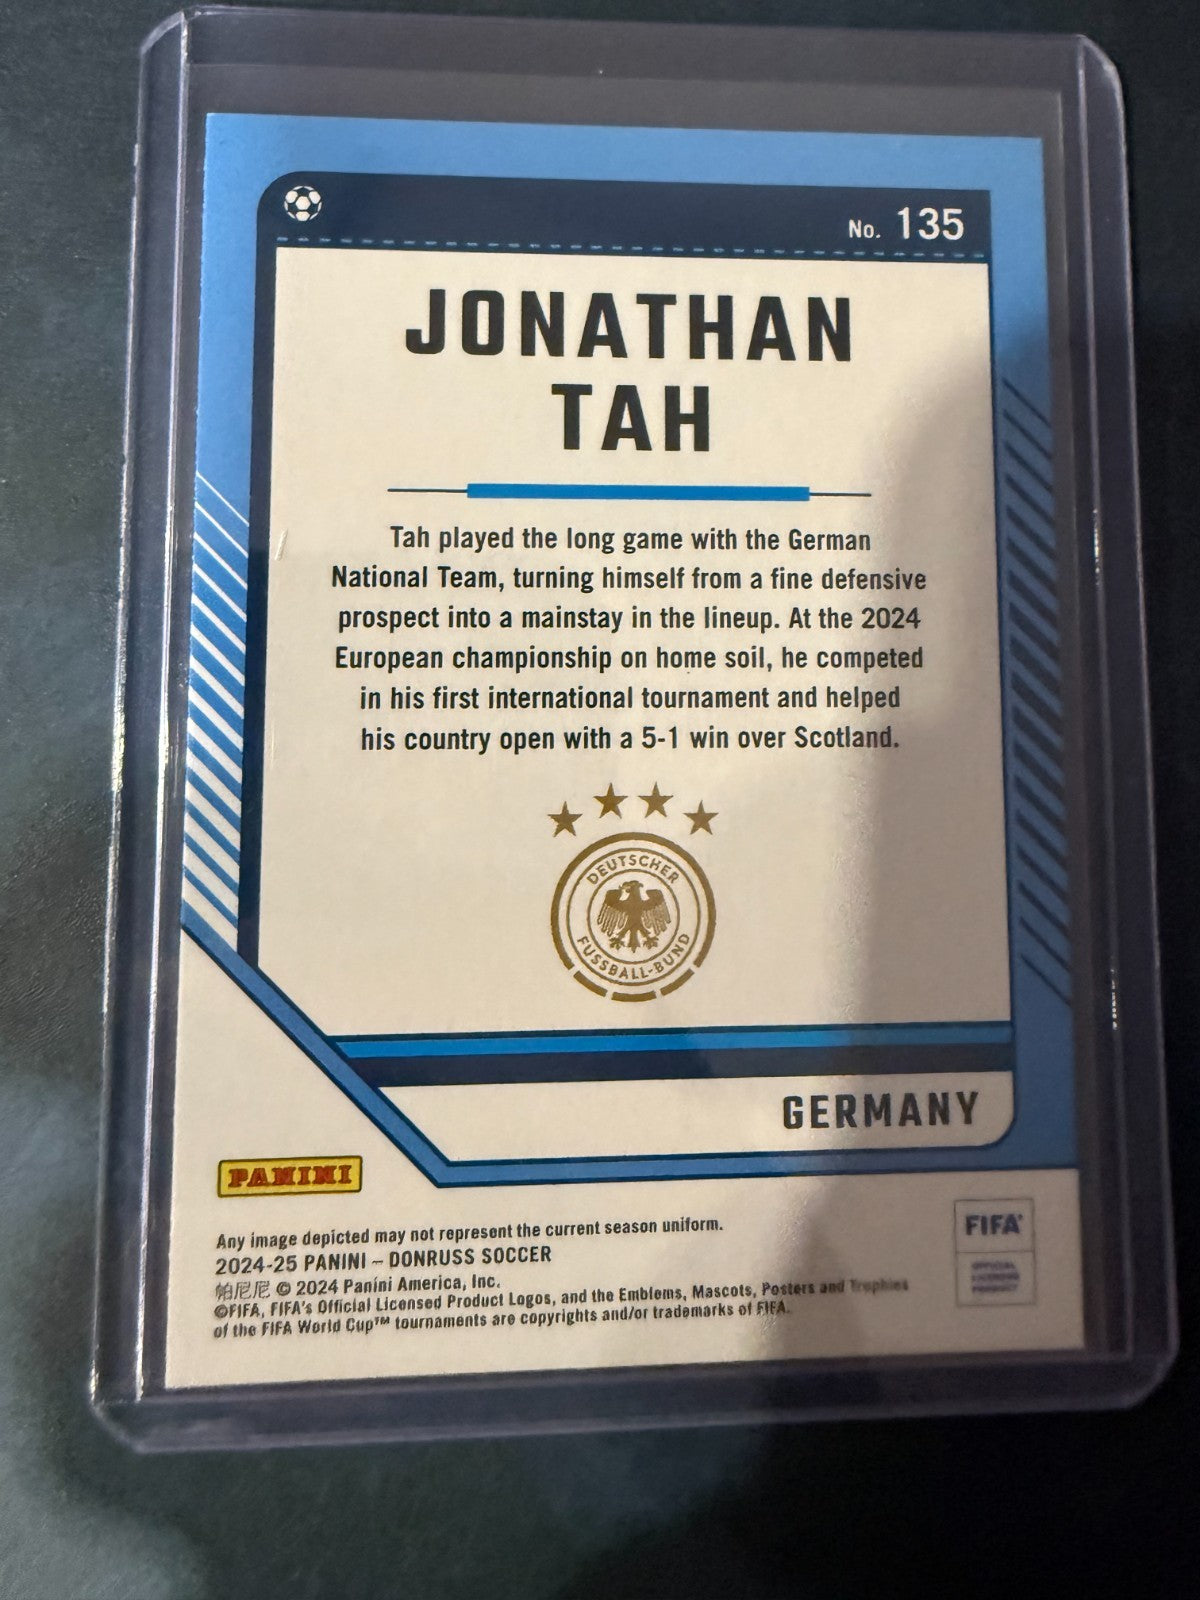 No. 135
JONATHAN
TAH
Tah played the long game with the German
National Team, turning himself from a fine defensive
prospect into a mainstay in the lineup. At the 2024
European championship on home soil, he competed
in his first international tournament and helped
his country open with a 5-1 win over Scotland.
DEUTSCHER
FUSSBALL-BUND
GERMANY
PANINI
Any image depicted may not represent the current season uniform.
2024-25 PANINI – DONRUSS SOCCER
帕尼尼 © 2024 Panini America, Inc.
©FIFA, FIFA's Official Licensed Product Logos, and the Emblems, Mascots, Posters and Trophies
of the FIFA World Cup™ tournaments are copyrights and/or trademarks of FIFA.
FIFA
OFFICIAL
LICENSED
PRODUCT